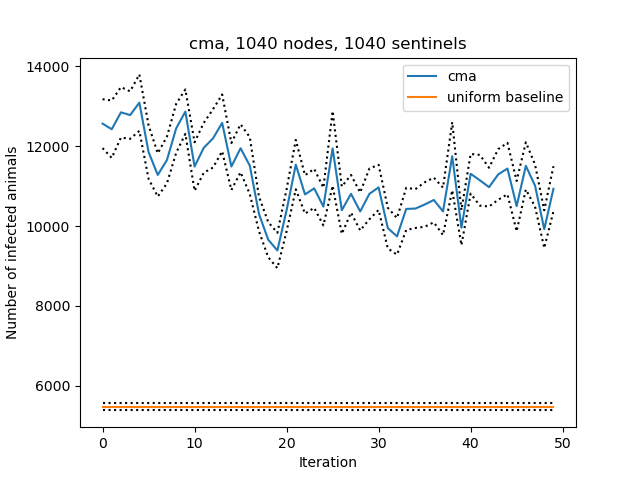 cma, 1040 nodes, 1040 sentinels
14000
12000
10000
8000
6000
Number of infected animals
cma
uniform baseline
0
10
20
30
40
50
Iteration